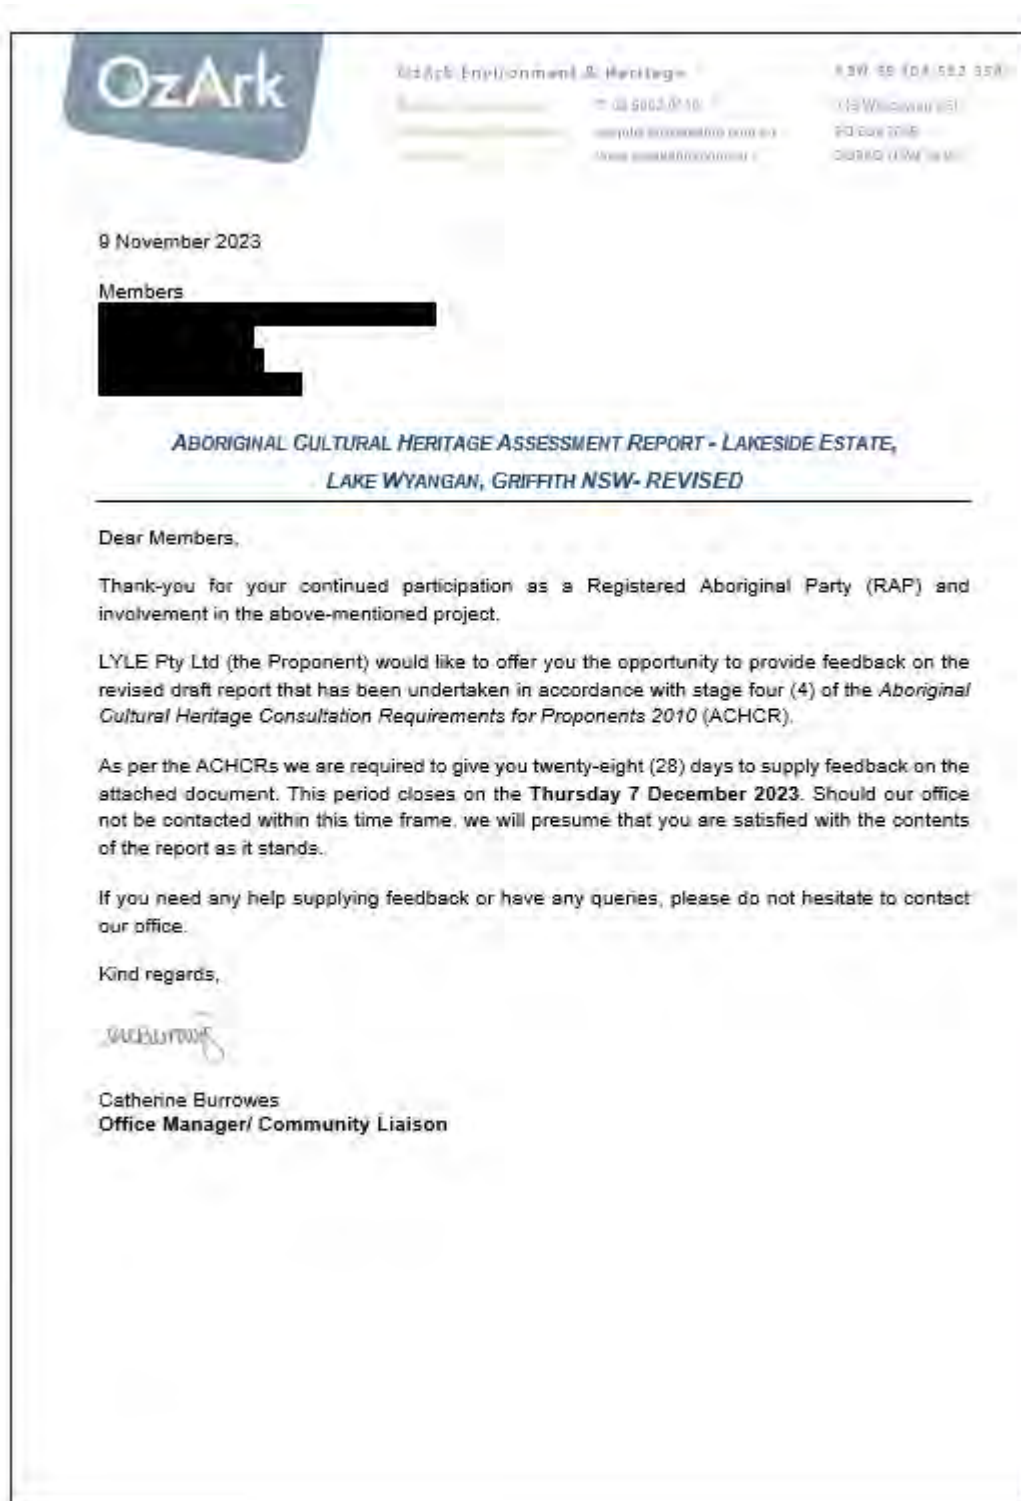 OzArk
OzArk Environment & Heritage
9 November 2023
Members
ABORIGINAL CULTURAL HERITAGE ASSESSMENT REPORT - LAKESIDE ESTATE,
LAKE WYANGAN, GRIFFITH NSW- REVISED
Dear Members,
Thank-you for your continued participation as a Registered Aboriginal Party (RAP) and
involvement in the above-mentioned project.
LYLE Pty Ltd (the Proponent) would like to offer you the opportunity to provide feedback on the
revised draft report that has been undertaken in accordance with stage four (4) of the Aboriginal
Cultural Heritage Consultation Requirements for Proponents 2010 (ACHCR).
As per the ACHCRs we are required to give you twenty-eight (28) days to supply feedback on the
attached document. This period closes on the Thursday 7 December 2023. Should our office
not be contacted within this time frame, we will presume that you are satisfied with the contents
of the report as it stands.
If you need any help supplying feedback or have any queries, please do not hesitate to contact
our office.
Kind regards,
Catherine Burrowes
Office Manager/ Community Liaison